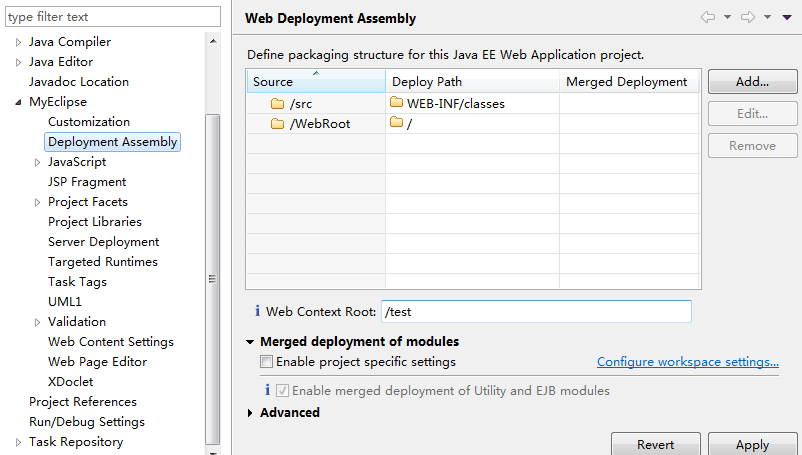 type filter text
Java Compiler
Java Editor
Javadoc Location
MyEclipse
Customization
Deployment Assembly
JavaScript
JSP Fragment
Project Facets
Project Libraries
Server Deployment
Targeted Runtimes
Task Tags
UML1
Validation
Web Content Settings
Web Page Editor
XDoclet
Project References
Run/Debug Settings
Task Repository
Web Deployment Assembly
Define packaging structure for this Java EE Web Application project.
Source Deploy Path Merged Deployment
/src WEB-INF/classes
/WebRoot /
Add...
Edit...
Remove
Web Context Root: /test
Merged deployment of modules
Enable project specific settings Configure workspace settings...
Enable merged deployment of Utility and EJB modules
Advanced
Revert Apply